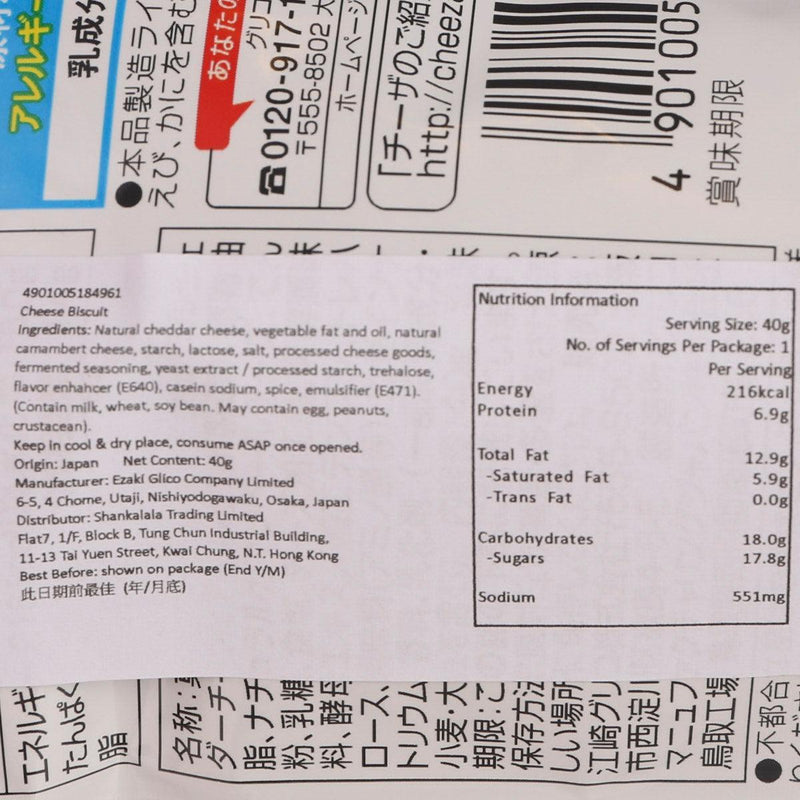 アレルギー
乳成分
●本品製造ライ
えび、かにを含む
あなたの
グリコ
☎0120-917-1
〒555-8502 大
ホームページ
「チーザのご紹
http://cheeza
4 901005
賞味期限
4901005184961
Cheese Biscuit
Ingredients: Natural cheddar cheese, vegetable fat and oil, natural
camambert cheese, starch, lactose, salt, processed cheese goods,
fermented seasoning, yeast extract / processed starch, trehalose,
flavor enhancer (E640), casein sodium, spice, emulsifier (E471).
(Contain milk, wheat, soy bean. May contain egg, peanuts,
crustacean).
Keep in cool & dry place, consume ASAP once opened.
Origin: Japan Net Content: 40g
Manufacturer: Ezaki Glico Company Limited
6-5, 4 Chome, Utaji, Nishiyodogawaku, Osaka, Japan
Distributor: Shankalala Trading Limited
Flat7, 1/F, Block B, Tung Chun Industrial Building,
11-13 Tai Yuen Street, Kwai Chung, N.T. Hong Kong
Best Before: shown on package (End Y/M)
此日期前最佳 (年/月底)
Nutrition Information
Serving Size: 40g
No. of Servings Per Package: 1
Per Serving
Energy 216kcal
Protein 6.9g
Total Fat 12.9g
-Saturated Fat 5.9g
-Trans Fat 0.0g
Carbohydrates 18.0g
-Sugars 17.8g
Sodium 551mg
エネルギ
たんぱく
脂
名称:
ダーチ
脂、ナチ
粉、乳糖
料、酵母
ロース、
トリウム
小麦・大
期限:こ
保存方法
しい場所
江崎グリ
市西淀川
マニュフ
鳥取工場
●不都合